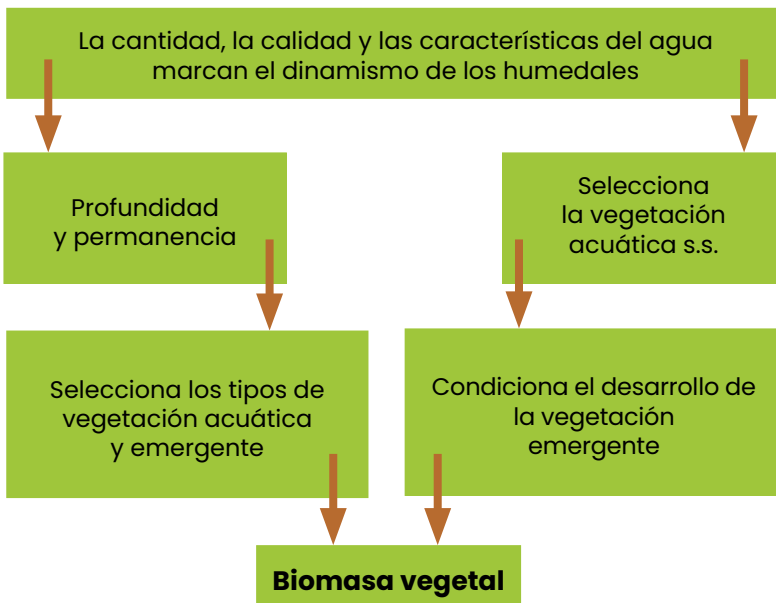 La cantidad, la calidad y las características del agua
marcan el dinamismo de los humedales
Profundidad
y permanencia
Selecciona
la vegetación
acuática s.s.
Selecciona los tipos de
vegetación acuática
y emergente
Condiciona el desarrollo de
la vegetación
emergente
Biomasa vegetal